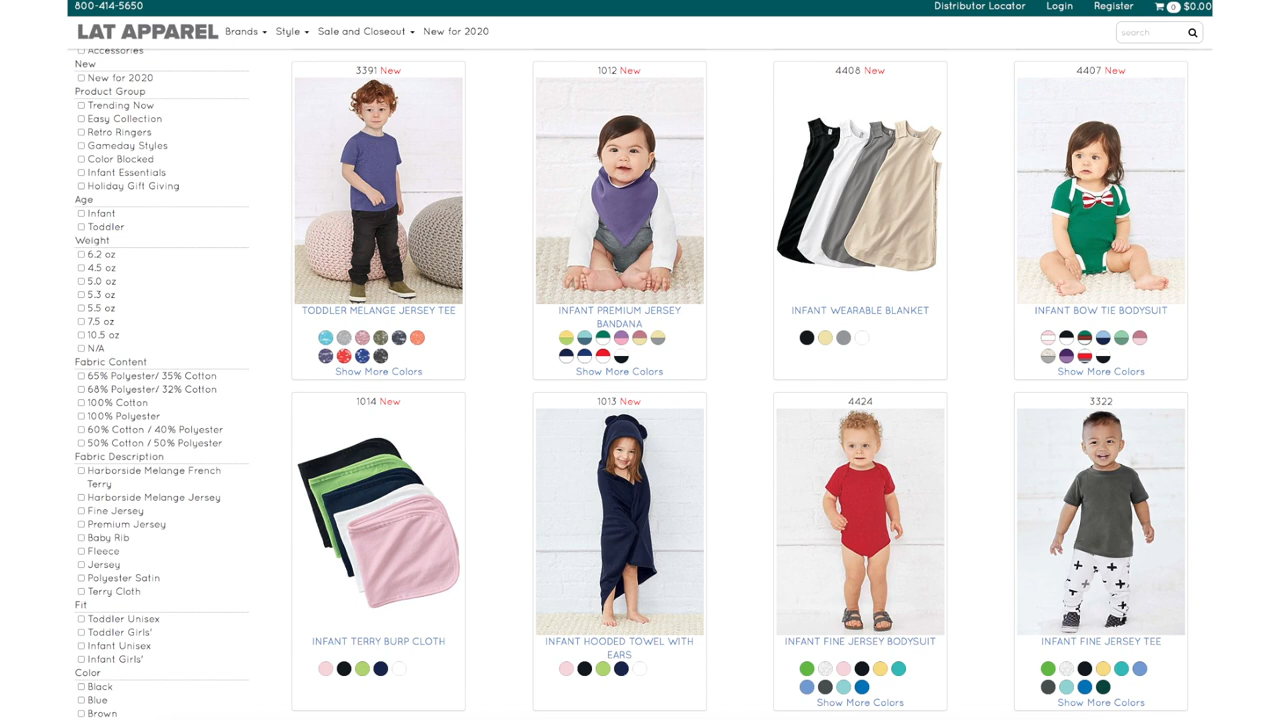 800-414-5650
Distributor Locator Login Register 0 $0.00
LAT APPAREL Brands Style Sale and Closeout New for 2020
search
Accessories
New
New for 2020
Product Group
Trending Now
Easy Collection
Retro Ringers
Gameday Styles
Color Blocked
Infant Essentials
Holiday Gift Giving
Age
Infant
Toddler
Weight
6.2 oz
4.5 oz
5.0 oz
5.3 oz
5.5 oz
7.5 oz
10.5 oz
N/A
Fabric Content
65% Polyester/ 35% Cotton
68% Polyester/ 32% Cotton
100% Cotton
100% Polyester
60% Cotton / 40% Polyester
50% Cotton / 50% Polyester
Fabric Description
Harborside Melange French
Terry
Harborside Melange Jersey
Fine Jersey
Premium Jersey
Baby Rib
Fleece
Jersey
Polyester Satin
Terry Cloth
Fit
Toddler Unisex
Toddler Girls'
Infant Unisex
Infant Girls'
Color
Black
Blue
Brown
3391 New
TODDLER MELANGE JERSEY TEE
Show More Colors
1012 New
INFANT PREMIUM JERSEY
BANDANA
Show More Colors
4408 New
INFANT WEARABLE BLANKET
4407 New
INFANT BOW TIE BODYSUIT
Show More Colors
1014 New
INFANT TERRY BURP CLOTH
1013 New
INFANT HOODED TOWEL WITH
EARS
4424
INFANT FINE JERSEY BODYSUIT
Show More Colors
3322
INFANT FINE JERSEY TEE
Show More Colors